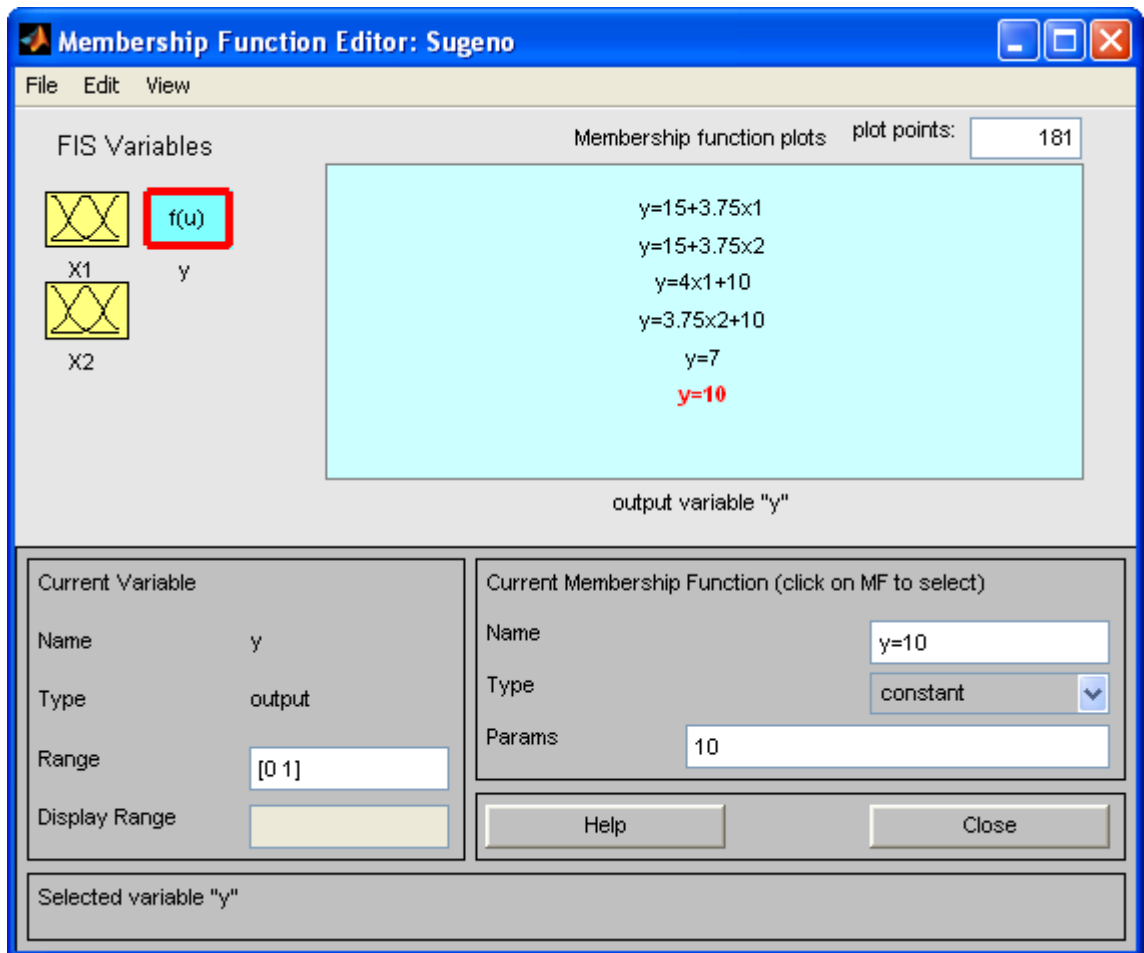 Membership Function Editor: Sugeno
File Edit View
FIS Variables
Membership function plots plot points: 181
f(u)
X1 y
X2
y=15+3.75x1
y=15+3.75x2
y=4x1+10
y=3.75x2+10
y=7
y=10
output variable "y"
Current Variable
Name y
Type output
Range [0 1]
Display Range
Current Membership Function (click on MF to select)
Name y=10
Type constant
Params 10
Help Close
Selected variable "y"